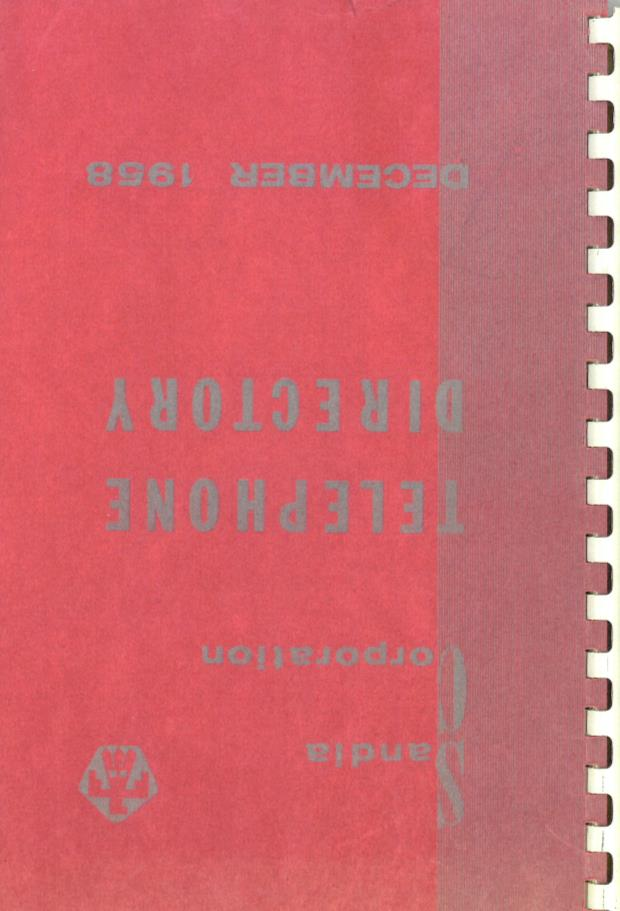 Sandia
Corporation
TELEPHONE
DIRECTORY
DECEMBER 1958